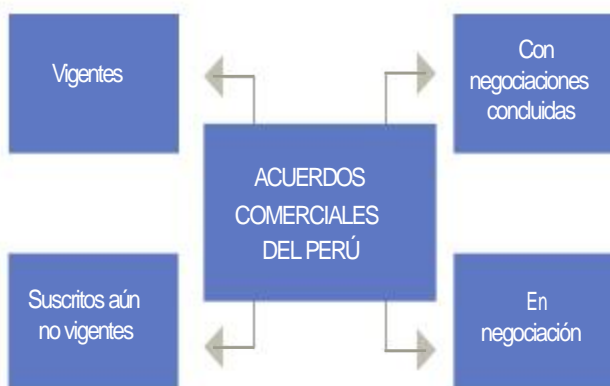 Vigentes
Con
negociaciones
concluidas
ACUERDOS
COMERCIALES
DEL PERÚ
Suscritos aún
no vigentes
En
negociación